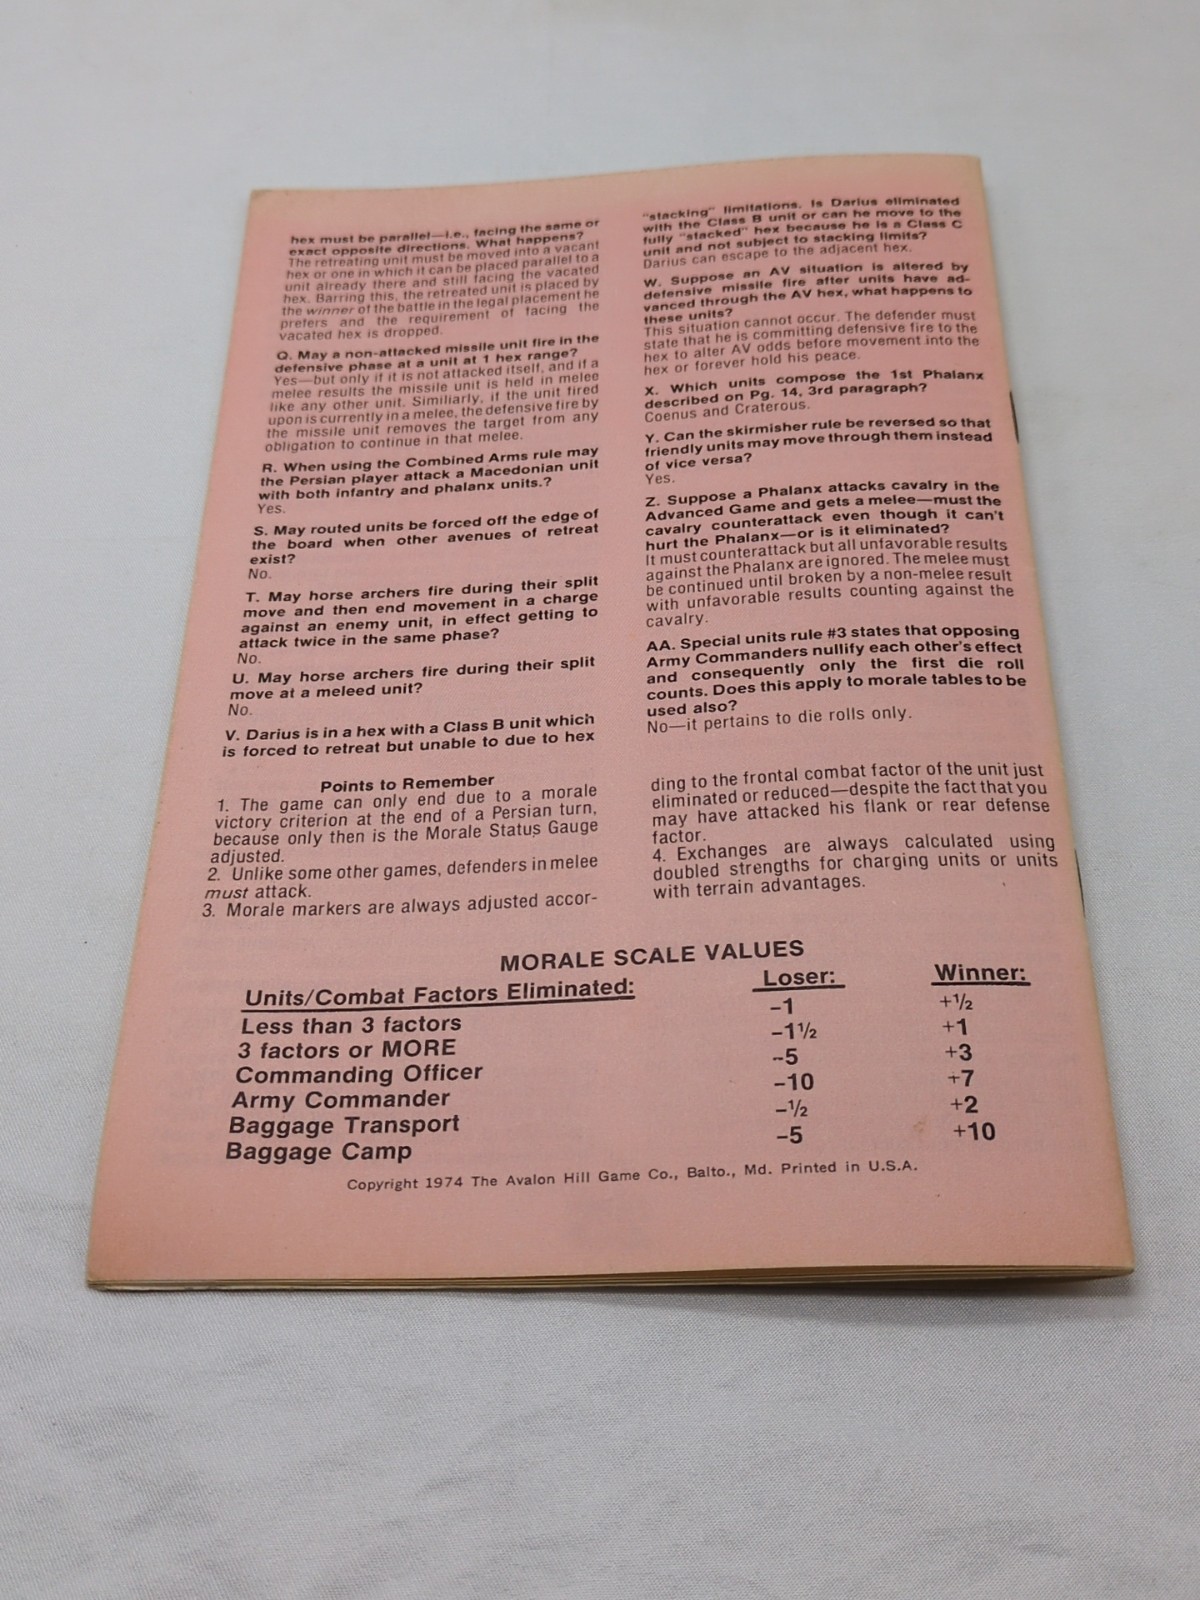 hex must be parallel—i.e., facing the same or
exact opposite directions. What happens?
The retreating unit must be moved into a vacant
hex or one in which it can be placed parallel to a
unit already there and still facing the vacated
hex. Barring this, the retreated unit is placed by
the winner of the battle in the legal placement he
prefers and the requirement of facing the
vacated hex is dropped.
Q. May a non-attacked missile unit fire in the
defensive phase at a unit at 1 hex range?
Yes—but only if it is not attacked itself, and if a
melee results the missile unit is held in melee
like any other unit. Similiarly, if the unit fired
upon is currently in a melee, the defensive fire by
the missile unit removes the target from any
obligation to continue in that melee.
R. When using the Combined Arms rule may
the Persian player attack a Macedonian unit
with both infantry and phalanx units.?
Yes.
S. May routed units be forced off the edge of
the board when other avenues of retreat
exist?
No.
T. May horse archers fire during their split
move and then end movement in a charge
against an enemy unit, in effect getting to
attack twice in the same phase?
No.
U. May horse archers fire during their split
move at a meleed unit?
No.
V. Darius is in a hex with a Class B unit which
is forced to retreat but unable to due to hex
"stacking" limitations. Is Darius eliminated
with the Class B unit or can he move to the
fully "stacked" hex because he is a Class C
unit and not subject to stacking limits?
Darius can escape to the adjacent hex.
W. Suppose an AV situation is altered by
defensive missile fire after units have ad-
vanced through the AV hex, what happens to
these units?
This situation cannot occur. The defender must
state that he is committing defensive fire to the
hex to alter AV odds before movement into the
hex or forever hold his peace.
X. Which units compose the 1st Phalanx
described on Pg. 14, 3rd paragraph?
Coenus and Craterous.
Y. Can the skirmisher rule be reversed so that
friendly units may move through them instead
of vice versa?
Yes.
Z. Suppose a Phalanx attacks cavalry in the
Advanced Game and gets a melee—must the
cavalry counterattack even though it can't
hurt the Phalanx—or is it eliminated?
It must counterattack but all unfavorable results
against the Phalanx are ignored. The melee must
be continued until broken by a non-melee result
with unfavorable results counting against the
cavalry.
AA. Special units rule #3 states that opposing
Army Commanders nullify each other's effect
and consequently only the first die roll
counts. Does this apply to morale tables to be
used also?
No—it pertains to die rolls only.
Points to Remember
1. The game can only end due to a morale
victory criterion at the end of a Persian turn,
because only then is the Morale Status Gauge
adjusted.
2. Unlike some other games, defenders in melee
must attack.
3. Morale markers are always adjusted accor-
ding to the frontal combat factor of the unit just
eliminated or reduced—despite the fact that you
may have attacked his flank or rear defense
factor.
4. Exchanges are always calculated using
doubled strengths for charging units or units
with terrain advantages.
MORALE SCALE VALUES
Units/Combat Factors Eliminated: Loser: Winner:
Less than 3 factors -1 +½
3 factors or MORE -1½ +1
Commanding Officer -5 +3
Army Commander -10 +7
Baggage Transport -½ +2
Baggage Camp -5 +10
Copyright 1974 The Avalon Hill Game Co., Balto., Md. Printed in U.S.A.